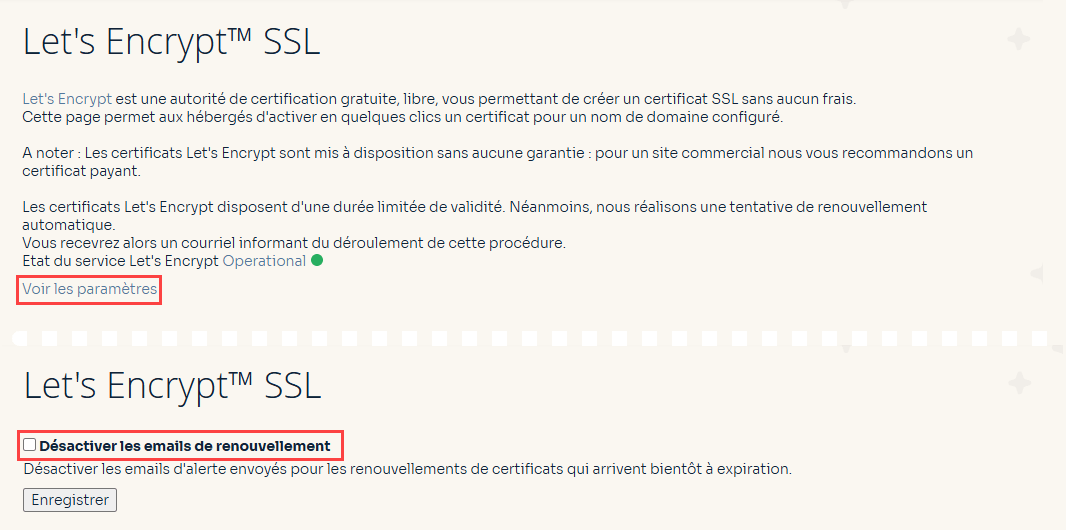 Let's Encrypt™ SSL
Let's Encrypt est une autorité de certification gratuite, libre, vous permettant de créer un certificat SSL sans aucun frais.
Cette page permet aux hébergés d'activer en quelques clics un certificat pour un nom de domaine configuré.
A noter : Les certificats Let's Encrypt sont mis à disposition sans aucune garantie : pour un site commercial nous vous recommandons un
certificat payant.
Les certificats Let's Encrypt disposent d'une durée limitée de validité. Néanmoins, nous réalisons une tentative de renouvellement
automatique.
Vous recevrez alors un courriel informant du déroulement de cette procédure.
Etat du service Let's Encrypt Operational
Voir les paramètres
Let's Encrypt™ SSL
Désactiver les emails de renouvellement
Désactiver les emails d'alerte envoyés pour les renouvellements de certificats qui arrivent bientôt à expiration.
Enregistrer